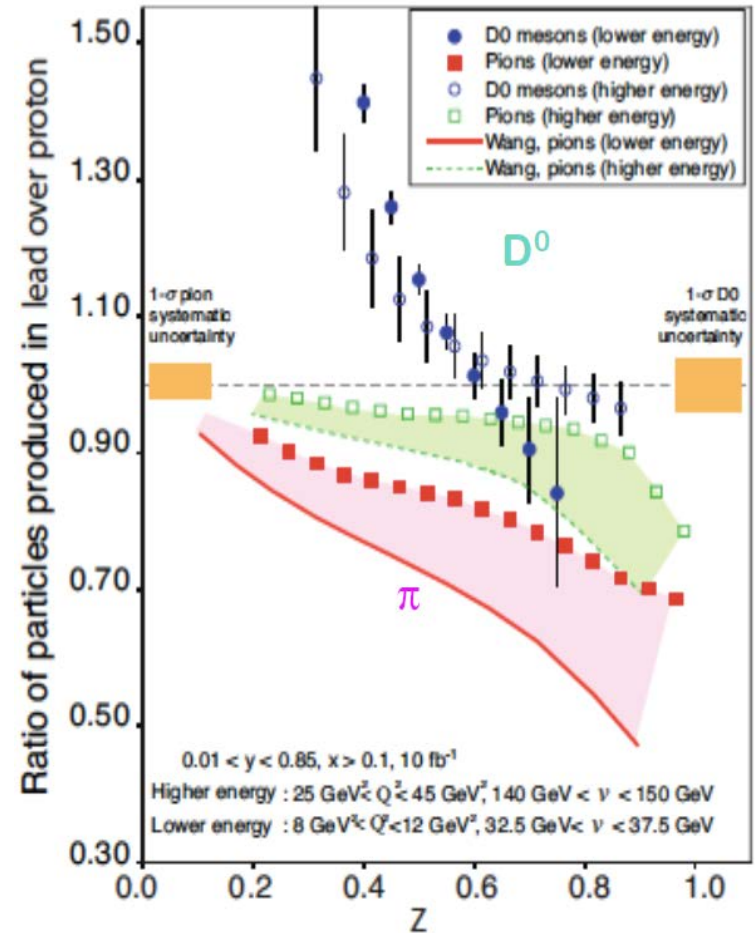 Ratio of particles produced in lead over proton
1.50
1.30
1.10
0.90
0.70
0.50
0.30
D0 mesons (lower energy)
Pions (lower energy)
D0 mesons (higher energy)
Pions (higher energy)
Wang, pions (lower energy)
Wang, pions (higher energy)
D⁰
1-σ pion
systematic
uncertainty
1-σ D0
systematic
uncertainty
π
0.01 < y < 0.85, x > 0.1, 10 fb⁻¹
Higher energy : 25 GeV²< Q²< 45 GeV², 140 GeV < ν < 150 GeV
Lower energy : 8 GeV²< Q²<12 GeV², 32.5 GeV< ν < 37.5 GeV
0.0 0.2 0.4 0.6 0.8 1.0
Z